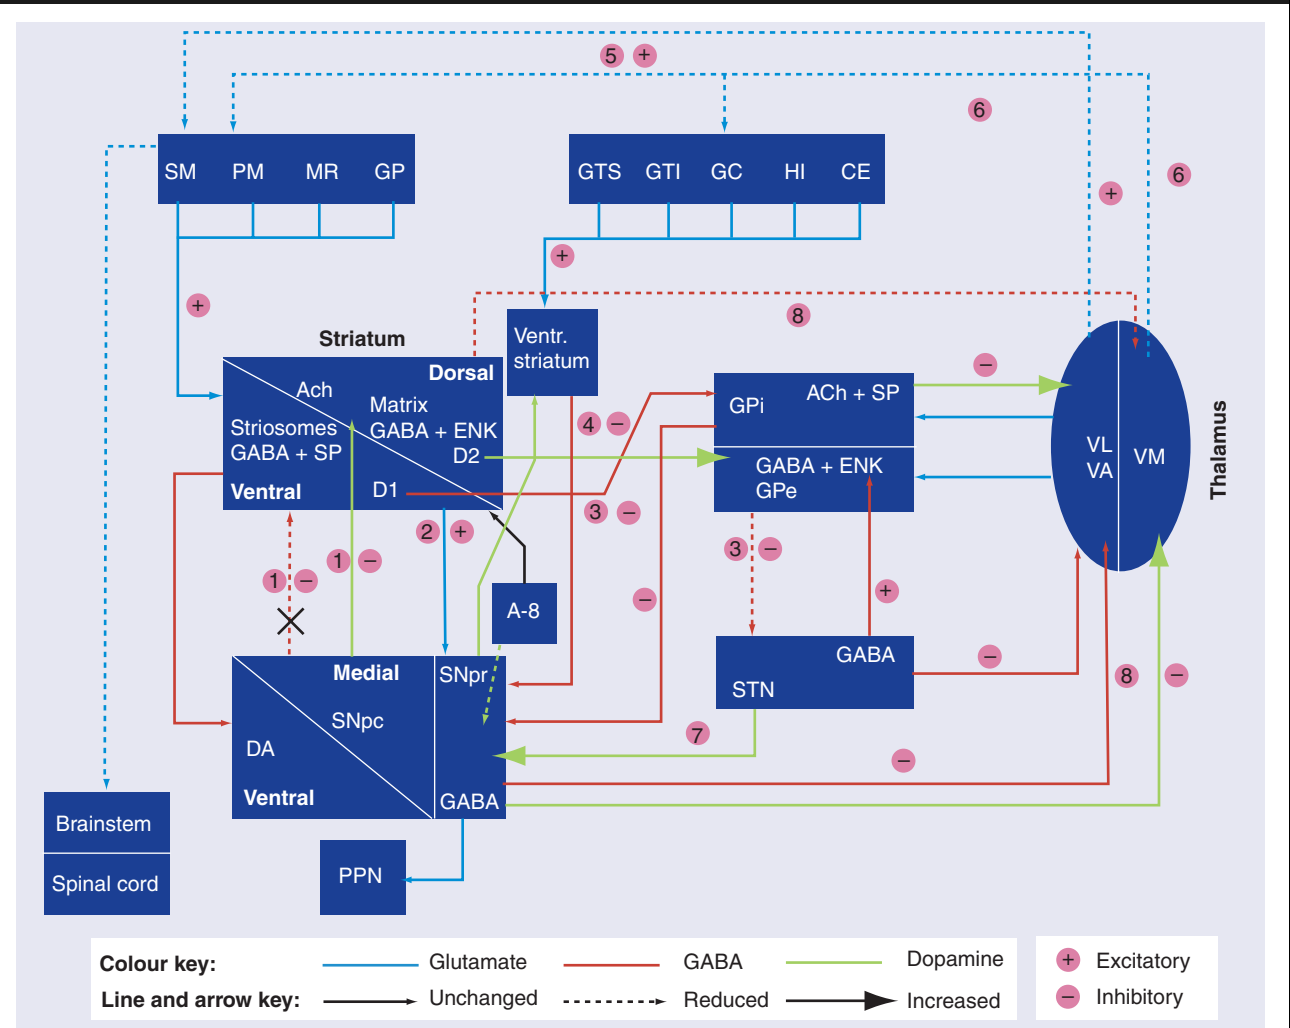 5 +
6
SM PM MR GP
GTS GTI GC HI CE
6
+
+
+
8
Striatum
Ventr.
striatum
Dorsal
Ach
Matrix
GABA + ENK
Striosomes
GABA + SP
D2
Ventral
D1
4 −
−
GPi
ACh + SP
GABA + ENK
GPe
VL
VA
VM
Thalamus
3 −
2 +
1 −
1 −
3 −
+
−
A-8
Medial
SNpr
SNpc
DA
Ventral
GABA
GABA
STN
−
8 −
7
−
Brainstem
Spinal cord
PPN
Colour key: Glutamate GABA Dopamine
Line and arrow key: Unchanged Reduced Increased
+ Excitatory
− Inhibitory